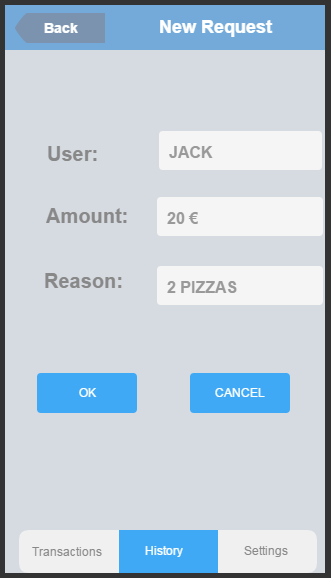 Back
New Request
User:
JACK
Amount:
20 €
Reason:
2 PIZZAS
OK
CANCEL
Transactions
History
Settings